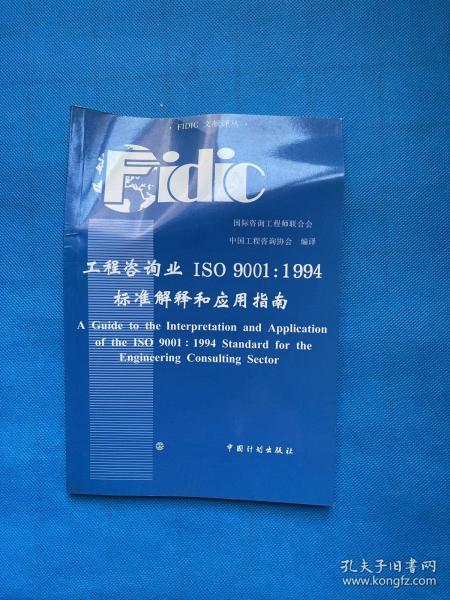 · FIDIC 文献译丛 ·
Fidic
国际咨询工程师联合会
中国工程咨询协会 编译
工程咨询业 ISO 9001:1994
标准解释和应用指南
A Guide to the Interpretation and Application
of the ISO 9001 : 1994 Standard for the
Engineering Consulting Sector
中国计划出版社
孔夫子旧书网
www.kongfz.com